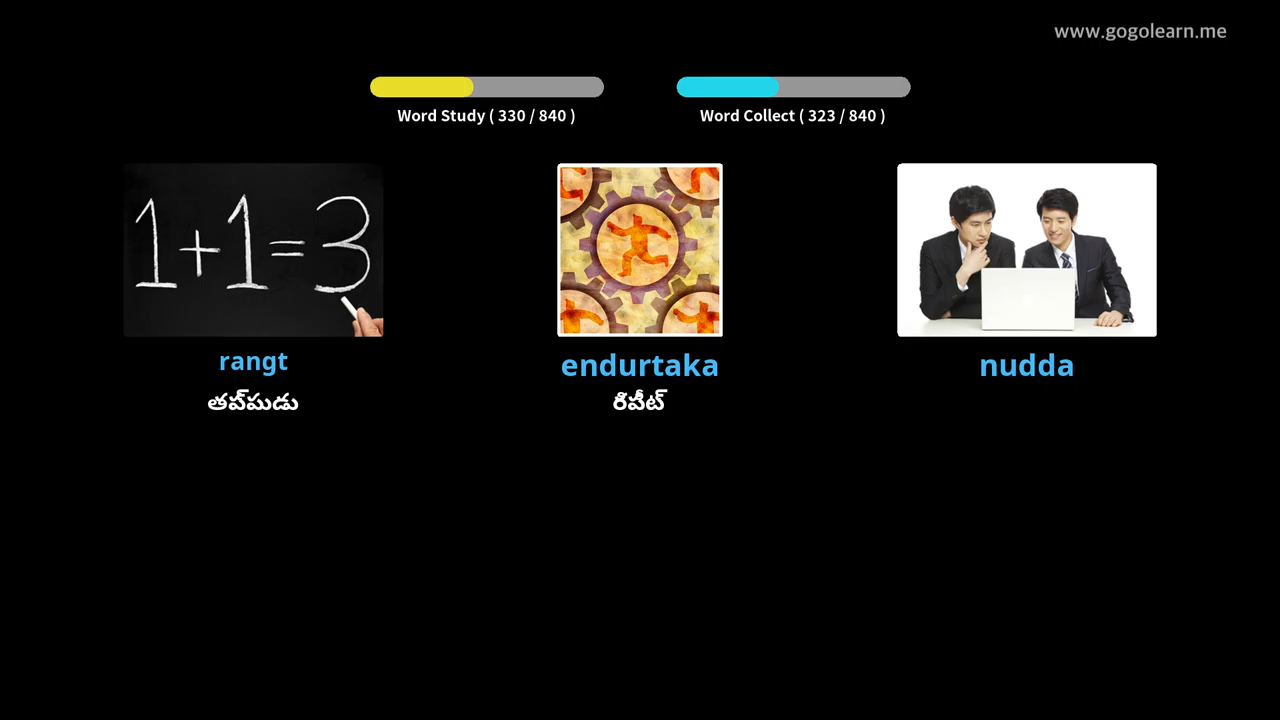 www.gogolearn.me
Word Study ( 330 / 840 )
Word Collect ( 323 / 840 )
1+1=3
rangt
endurtaka
nudda
తప్పుడు
రిపీట్